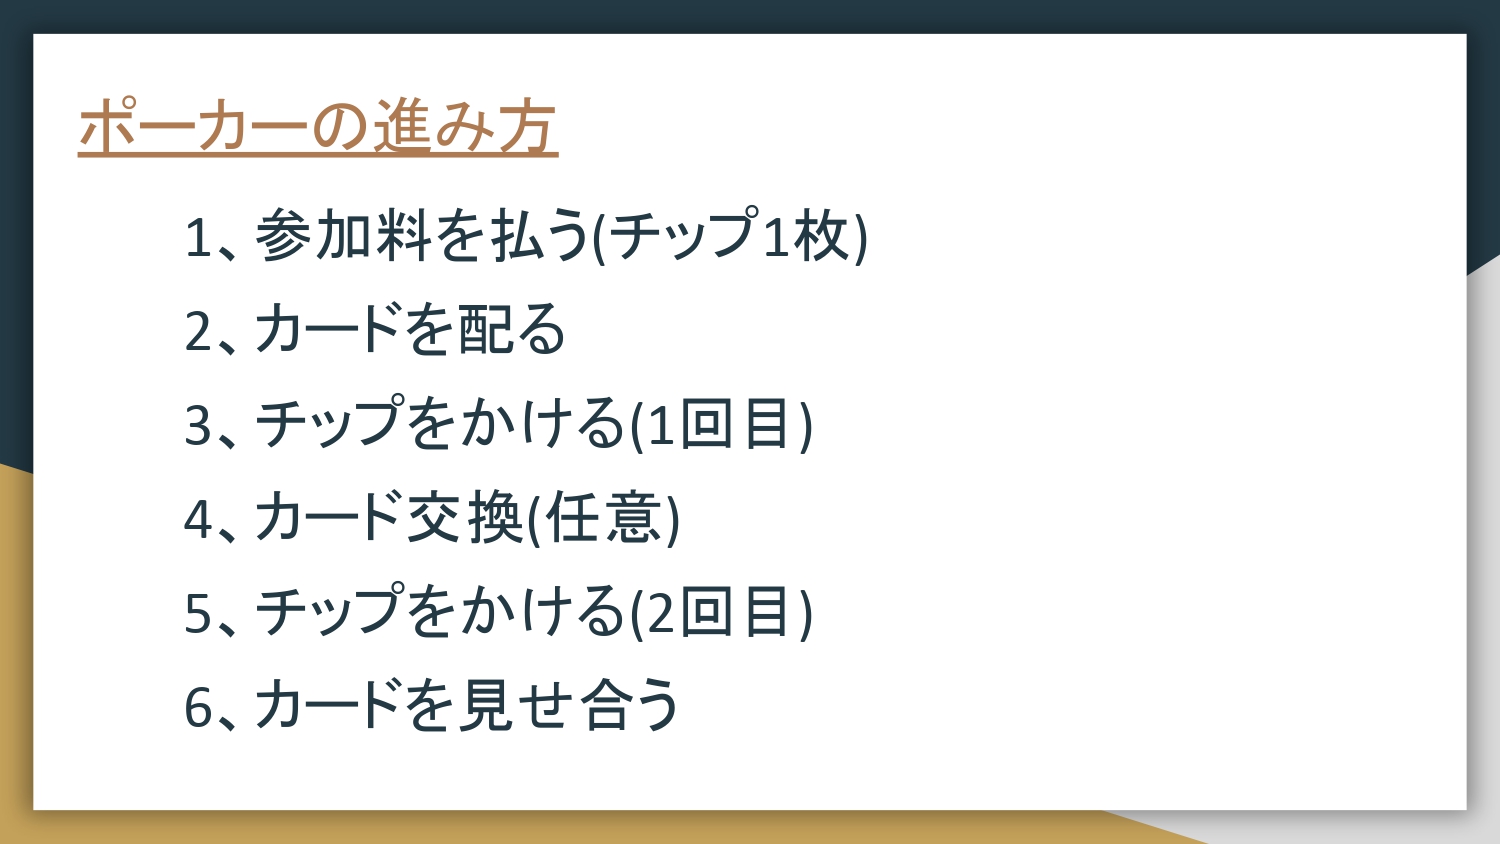 ポーカーの進み方
1、参加料を払う(チップ1枚)
2、カードを配る
3、チップをかける(1回目)
4、カード交換(任意)
5、チップをかける(2回目)
6、カードを見せ合う